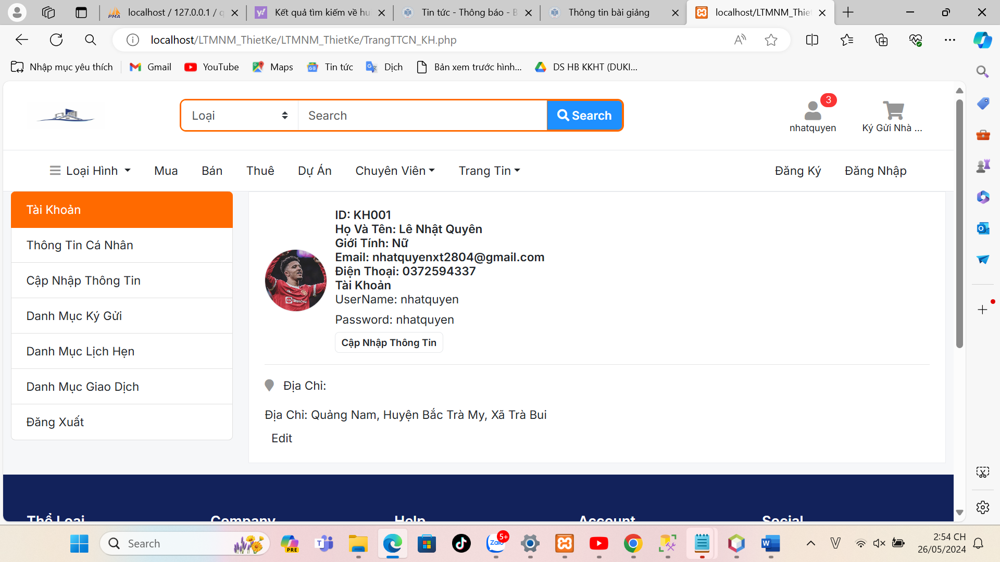 localhost / 127.0.0.1 / q
Kết quả tìm kiếm về hu
Tin tức - Thông báo - B
Thông tin bài giảng
localhost/LTMNM_Thiet
localhost/LTMNM_ThietKe/LTMNM_ThietKe/TrangTTCN_KH.php
Nhập mục yêu thích
Gmail
YouTube
Maps
Tin tức
Dịch
Bản xem trước hình...
DS HB KKHT (DUKI...
Loại
Search
Search
3
nhatquyen
Ký Gửi Nhà ...
Loại Hình
Mua
Bán
Thuê
Dự Án
Chuyên Viên
Trang Tin
Đăng Ký
Đăng Nhập
Tài Khoản
Thông Tin Cá Nhân
Cập Nhập Thông Tin
Danh Mục Ký Gửi
Danh Mục Lịch Hẹn
Danh Mục Giao Dịch
Đăng Xuất
ID: KH001
Họ Và Tên: Lê Nhật Quyên
Giới Tính: Nữ
Email: nhatquyenxt2804@gmail.com
Điện Thoại: 0372594337
Tài Khoản
UserName: nhatquyen
Password: nhatquyen
Cập Nhập Thông Tin
Địa Chỉ:
Địa Chỉ: Quảng Nam, Huyện Bắc Trà My, Xã Trà Bui
Edit
Thể Loại
Company
Help
Account
Social
Search
PRE
Zalo
5+
2:54 CH
26/05/2024